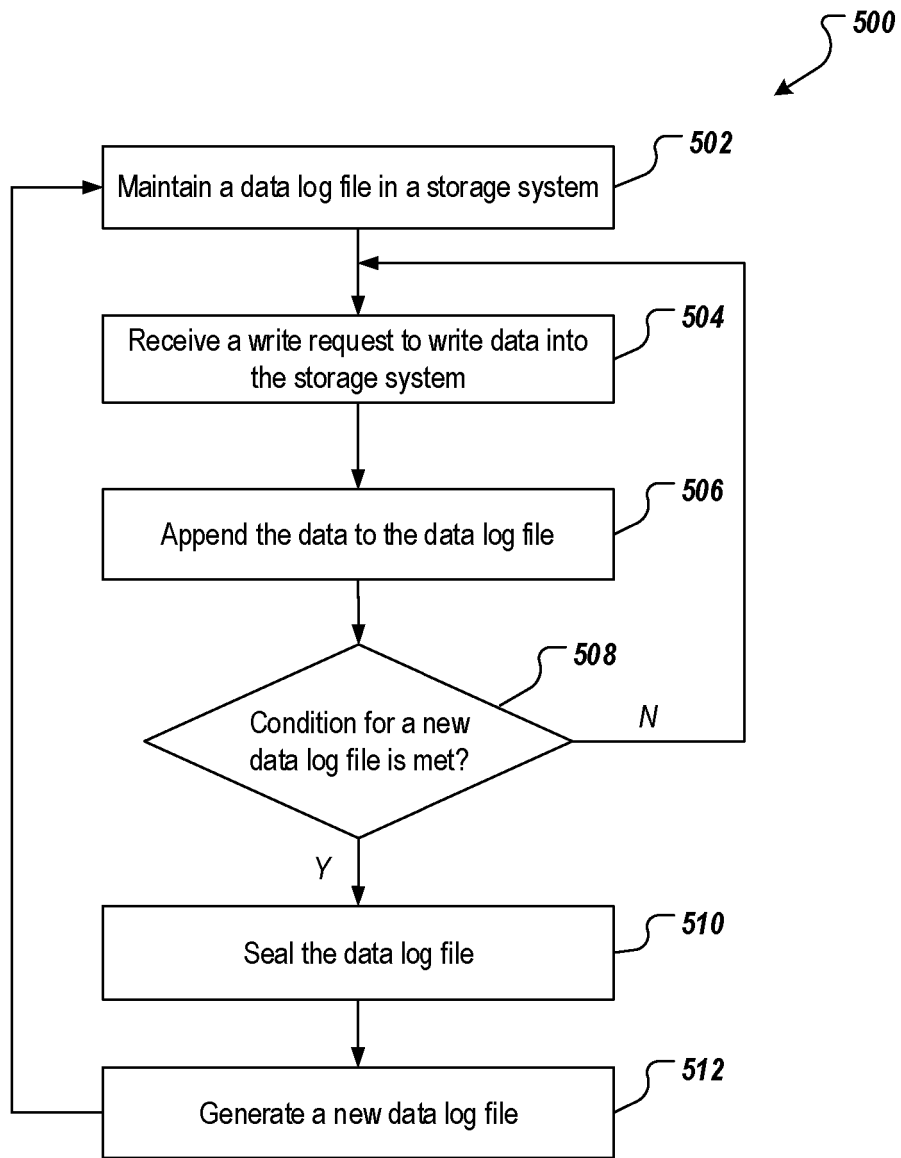 500
502
Maintain a data log file in a storage system
504
Receive a write request to write data into
the storage system
506
Append the data to the data log file
508
Condition for a new
data log file is met?
N
Y
510
Seal the data log file
512
Generate a new data log file